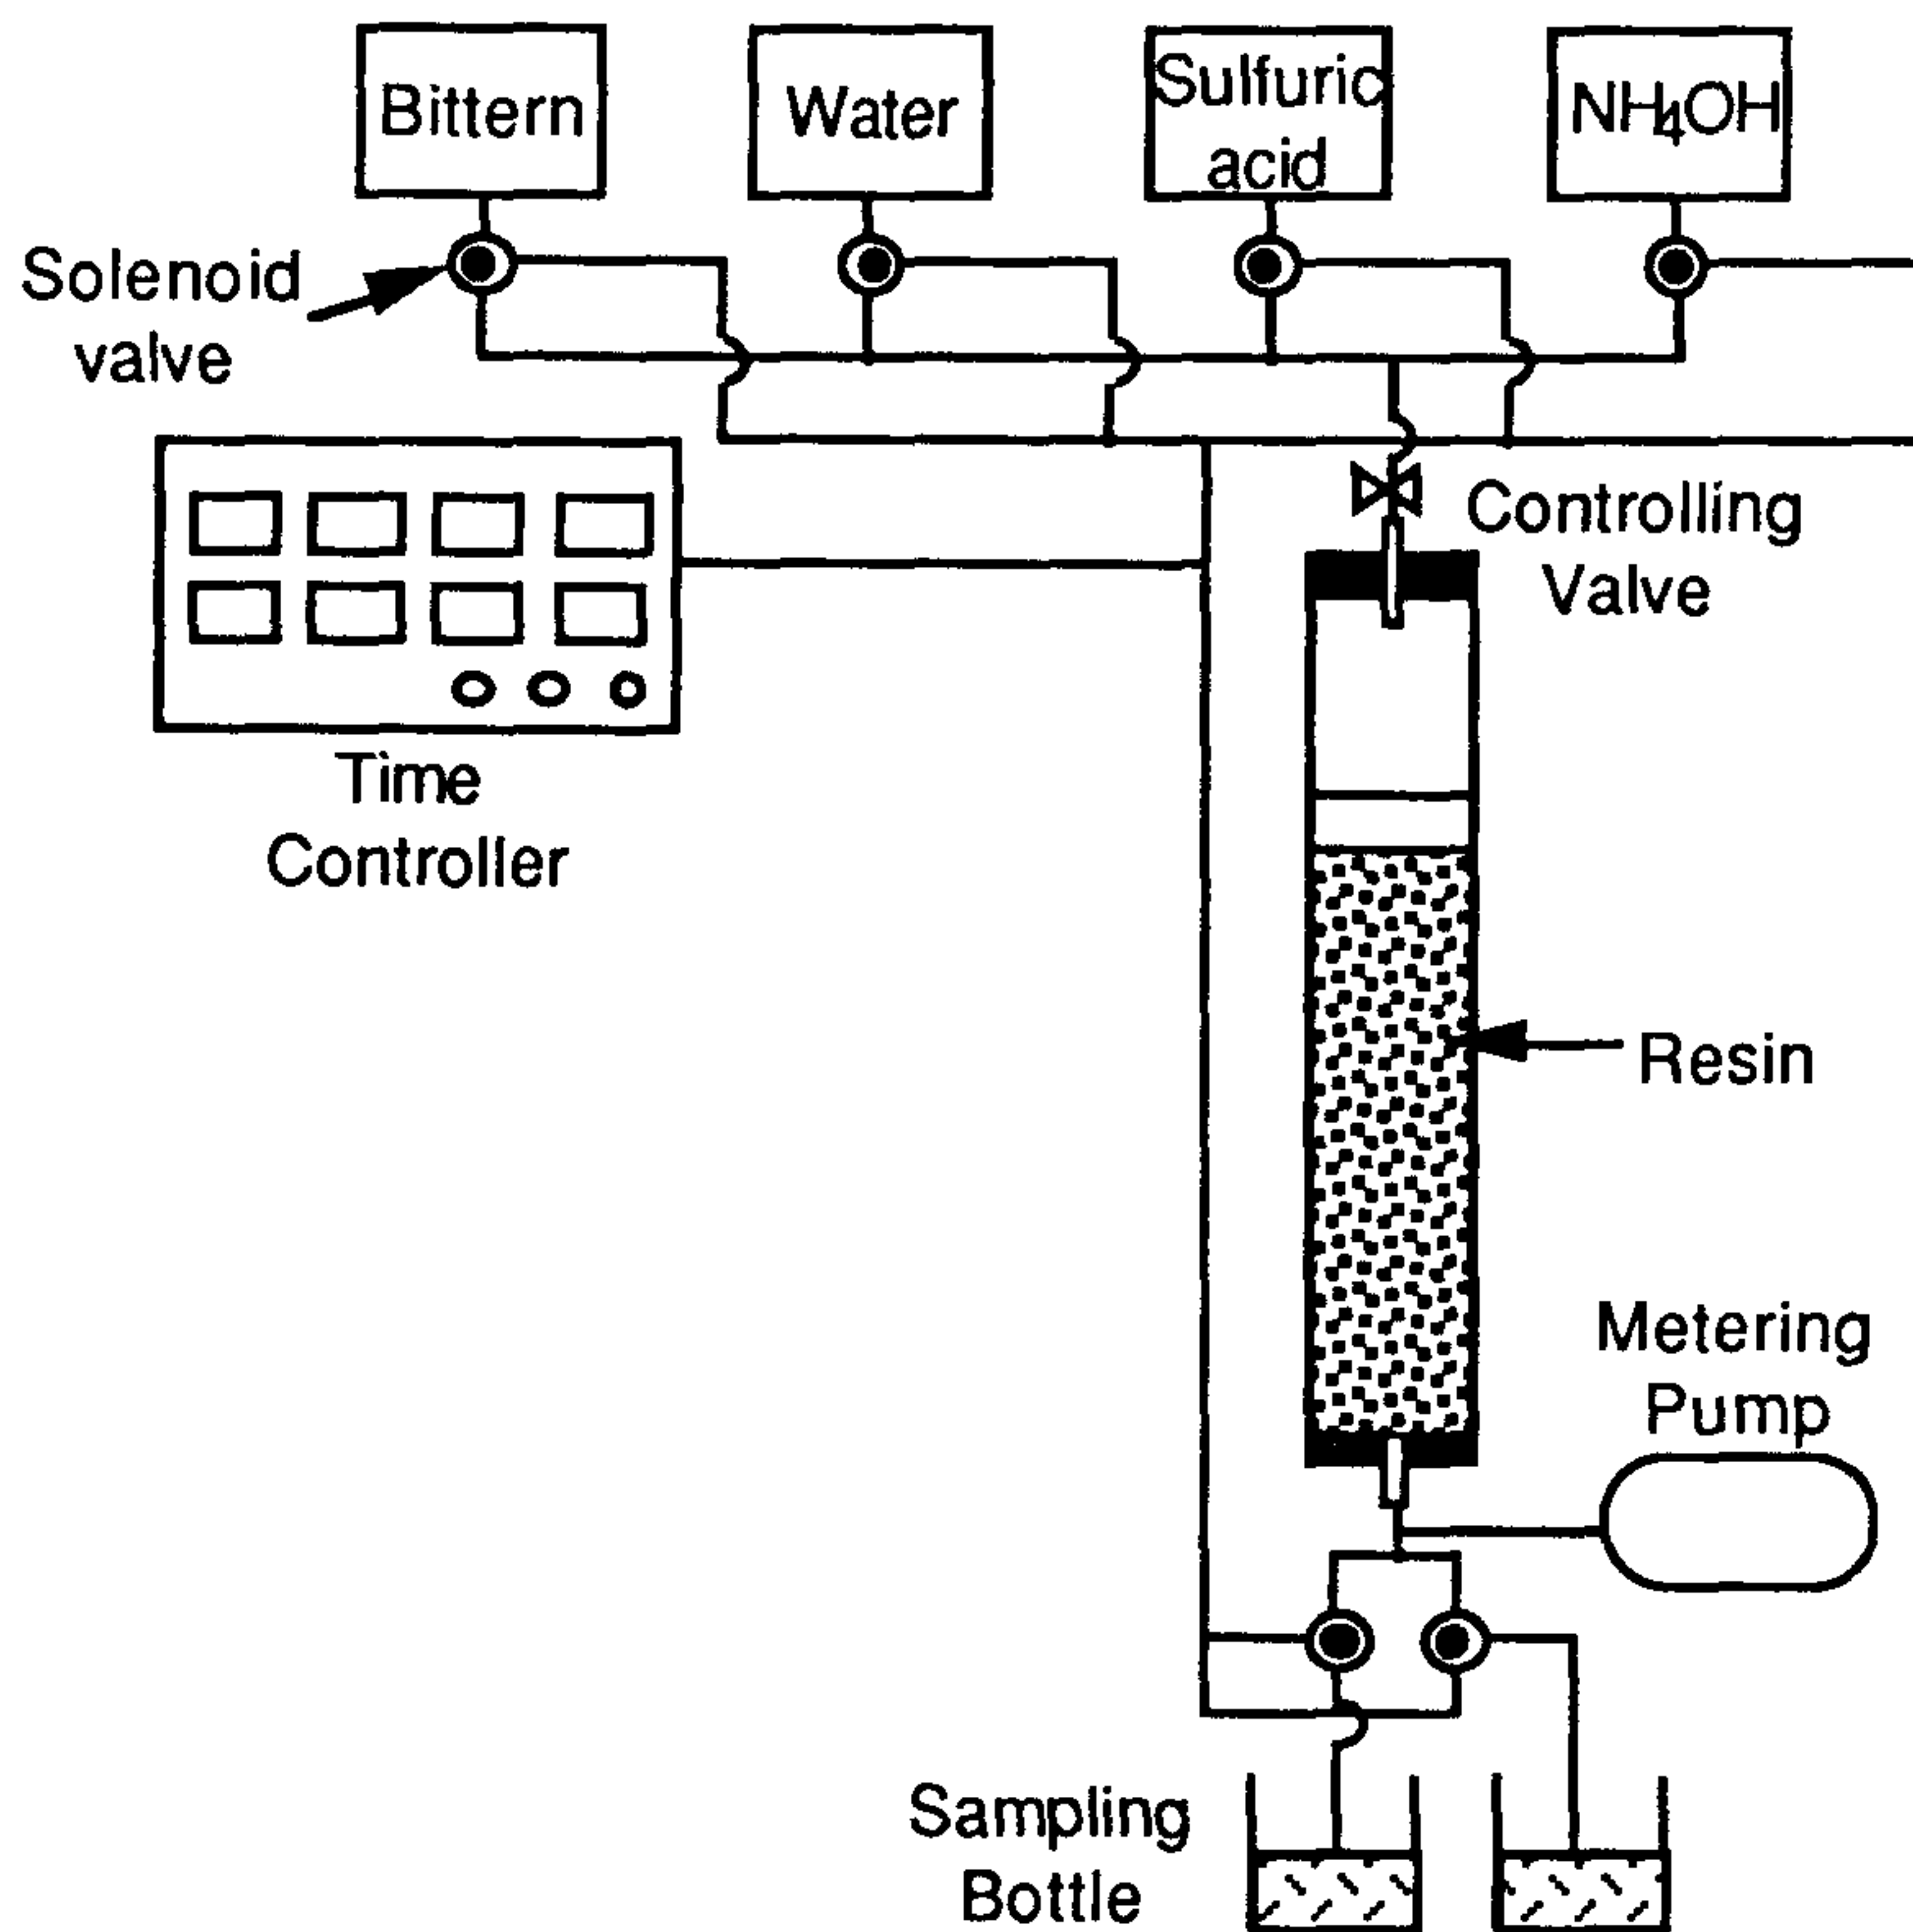 Bittern
Water
Sulfuric
acid
NH4OH
Solenoid
valve
Controlling
Valve
Time
Controller
Resin
Metering
Pump
Sampling
Bottle